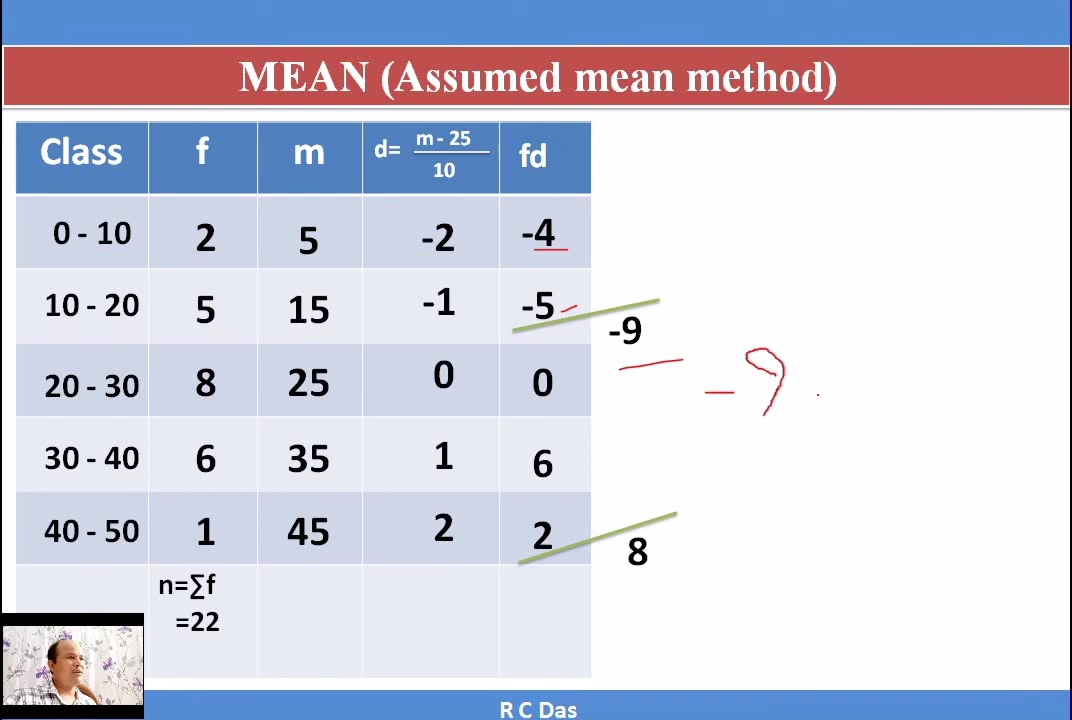 MEAN (Assumed mean method)
Class f m d= m - 25 / 10 fd
0 - 10 2 5 -2 -4
10 - 20 5 15 -1 -5
-9
20 - 30 8 25 0 0
-9
30 - 40 6 35 1 6
40 - 50 1 45 2 2
8
n=∑f
=22
R C Das